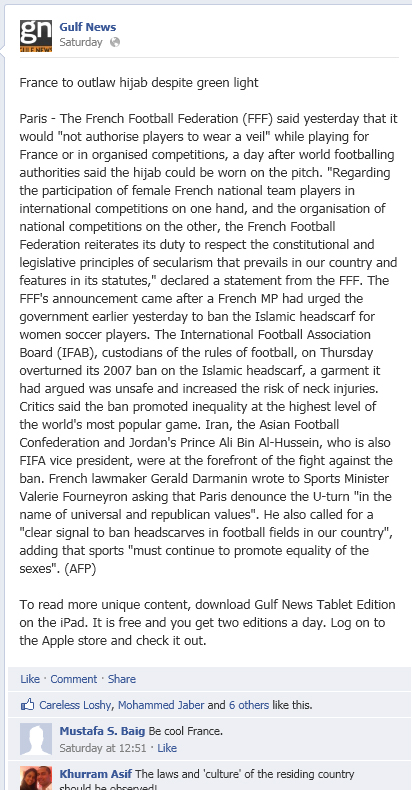 gn
GULF NEWS
Gulf News
Saturday
France to outlaw hijab despite green light
Paris - The French Football Federation (FFF) said yesterday that it
would "not authorise players to wear a veil" while playing for
France or in organised competitions, a day after world footballing
authorities said the hijab could be worn on the pitch. "Regarding
the participation of female French national team players in
international competitions on one hand, and the organisation of
national competitions on the other, the French Football
Federation reiterates its duty to respect the constitutional and
legislative principles of secularism that prevails in our country and
features in its statutes," declared a statement from the FFF. The
FFF's announcement came after a French MP had urged the
government earlier yesterday to ban the Islamic headscarf for
women soccer players. The International Football Association
Board (IFAB), custodians of the rules of football, on Thursday
overturned its 2007 ban on the Islamic headscarf, a garment it
had argued was unsafe and increased the risk of neck injuries.
Critics said the ban promoted inequality at the highest level of
the world's most popular game. Iran, the Asian Football
Confederation and Jordan's Prince Ali Bin Al-Hussein, who is also
FIFA vice president, were at the forefront of the fight against the
ban. French lawmaker Gerald Darmanin wrote to Sports Minister
Valerie Fourneyron asking that Paris denounce the U-turn "in the
name of universal and republican values". He also called for a
"clear signal to ban headscarves in football fields in our country",
adding that sports "must continue to promote equality of the
sexes". (AFP)
To read more unique content, download Gulf News Tablet Edition
on the iPad. It is free and you get two editions a day. Log on to
the Apple store and check it out.
Like · Comment · Share
Careless Loshy, Mohammed Jaber and 6 others like this.
Mustafa S. Baig Be cool France.
Saturday at 12:51 · Like
Khurram Asif The laws and 'culture' of the residing country
should be observed!